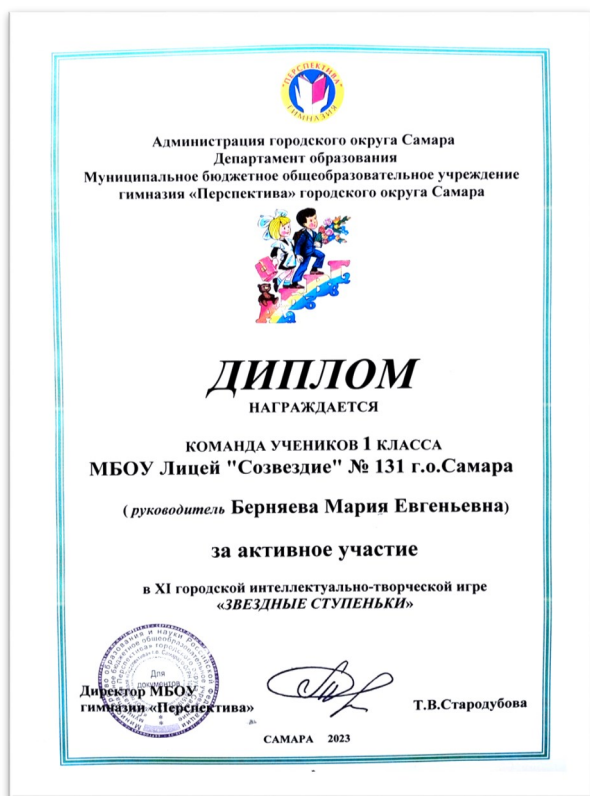 "ПЕРСПЕКТИВА"
ГИМНАЗИЯ
Администрация городского округа Самара
Департамент образования
Муниципальное бюджетное общеобразовательное учреждение
гимназия «Перспектива» городского округа Самара
ДИПЛОМ
НАГРАЖДАЕТСЯ
КОМАНДА УЧЕНИКОВ 1 КЛАССА
МБОУ Лицей "Созвездие" № 131 г.о.Самара
( руководитель Берняева Мария Евгеньевна)
за активное участие
в XI городской интеллектуально-творческой игре
«ЗВЕЗДНЫЕ СТУПЕНЬКИ»
Для
документов
Директор МБОУ
гимназии «Перспектива»
Т.В.Стародубова
САМАРА 2023